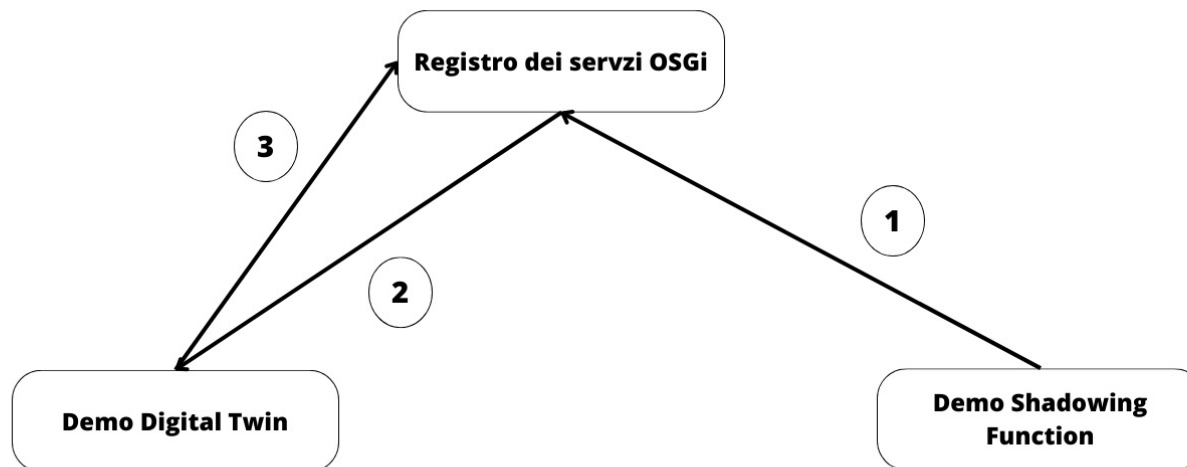 Registro dei servzi OSGi
3
1
2
Demo Digital Twin
Demo Shadowing
Function